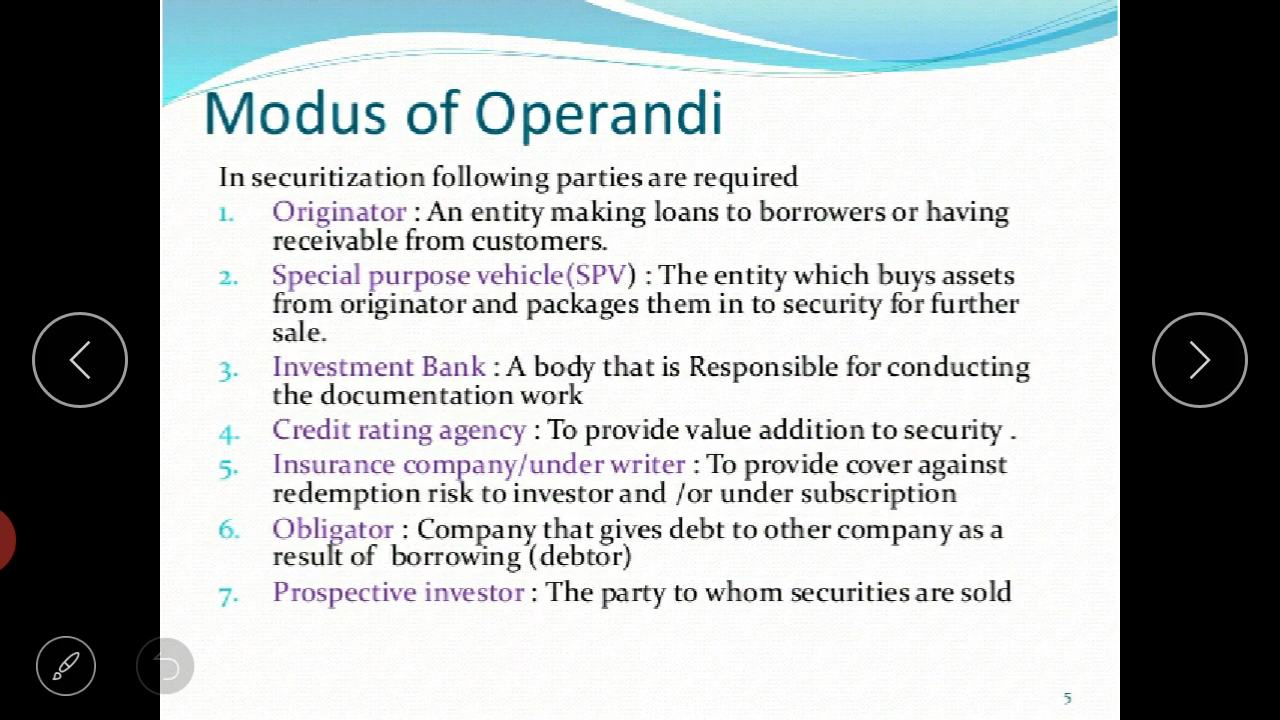 Modus of Operandi
In securitization following parties are required
1. Originator : An entity making loans to borrowers or having
receivable from customers.
2. Special purpose vehicle(SPV) : The entity which buys assets
from originator and packages them in to security for further
sale.
3. Investment Bank : A body that is Responsible for conducting
the documentation work
4. Credit rating agency : To provide value addition to security .
5. Insurance company/under writer : To provide cover against
redemption risk to investor and /or under subscription
6. Obligator : Company that gives debt to other company as a
result of borrowing (debtor)
7. Prospective investor : The party to whom securities are sold
5